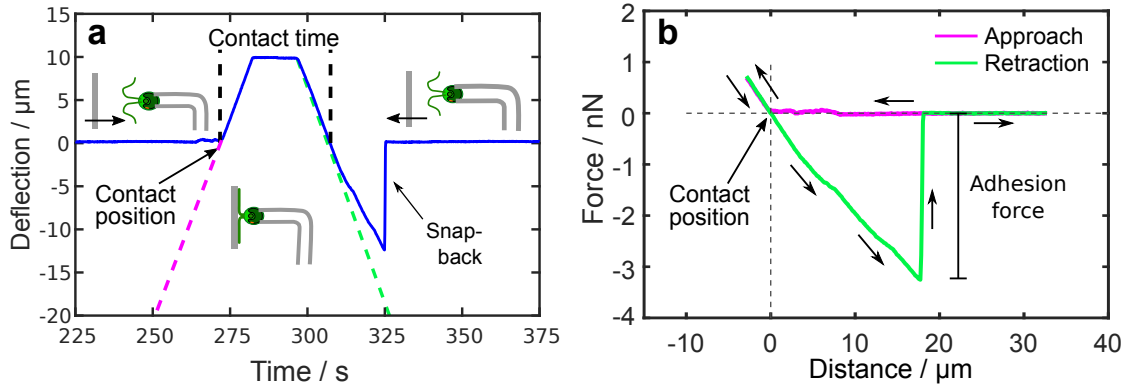 a
Contact time
Deflection / μm
10
5
0
-5
-10
-15
-20
Contact
position
Snap-
back
225
250
275
300
325
350
375
Time / s
b
Approach
Retraction
Force / nN
2
1
0
-1
-2
-3
-4
Contact
position
Adhesion
force
-10
0
10
20
30
40
Distance / μm